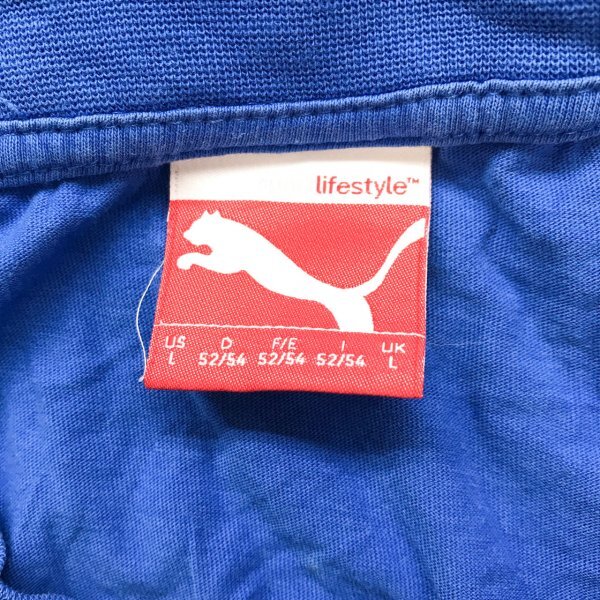 lifestyle™
US D F/E I UK
L 52/54 52/54 52/54 L